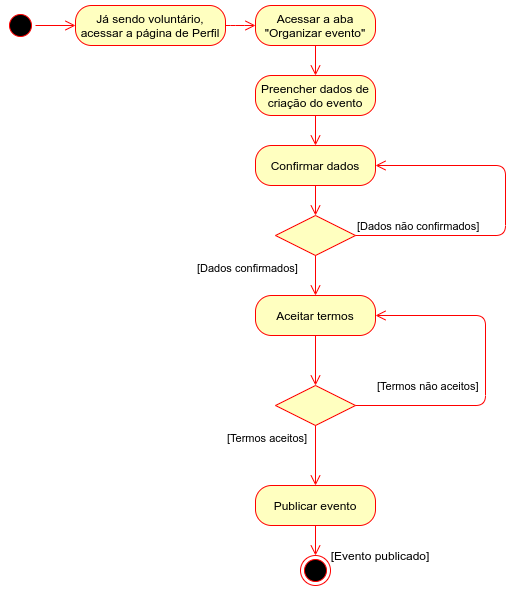 Já sendo voluntário,
acessar a página de Perfil
Acessar a aba
"Organizar evento"
Preencher dados de
criação do evento
Confirmar dados
[Dados não confirmados]
[Dados confirmados]
Aceitar termos
[Termos não aceitos]
[Termos aceitos]
Publicar evento
[Evento publicado]